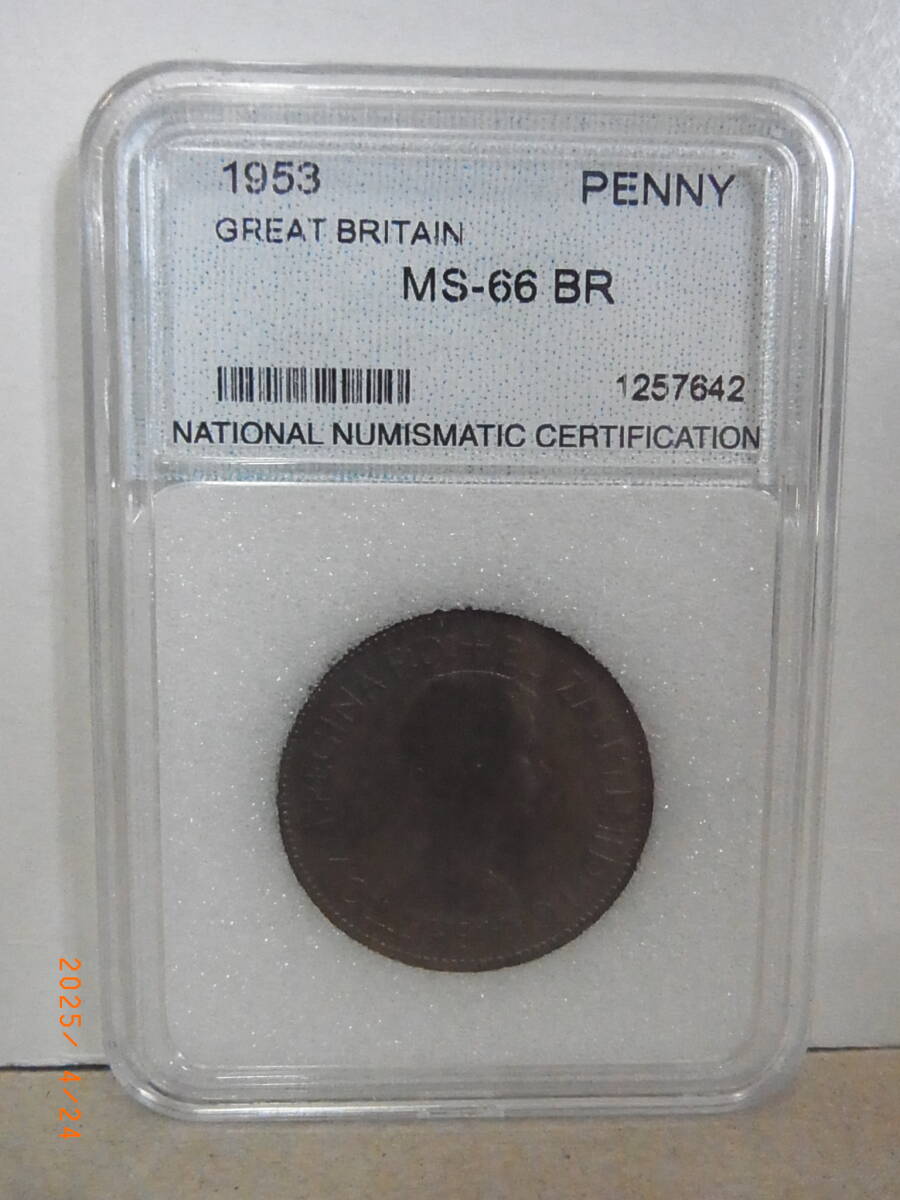 1953 PENNY
GREAT BRITAIN
MS-66 BR
1257642
NATIONAL NUMISMATIC CERTIFICATION
2025/ 4/24